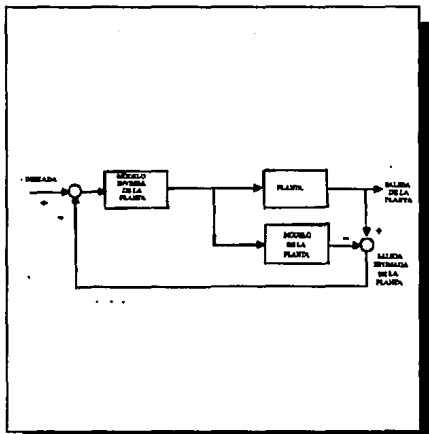 DESEADA
+
-
MODELO
INVERSA
DE LA
PLANTA
PLANTA
SALIDA
DE LA
PLANTA
MODELO
DE LA
PLANTA
-
+
SALIDA
ESTIMADA
DE LA
PLANTA